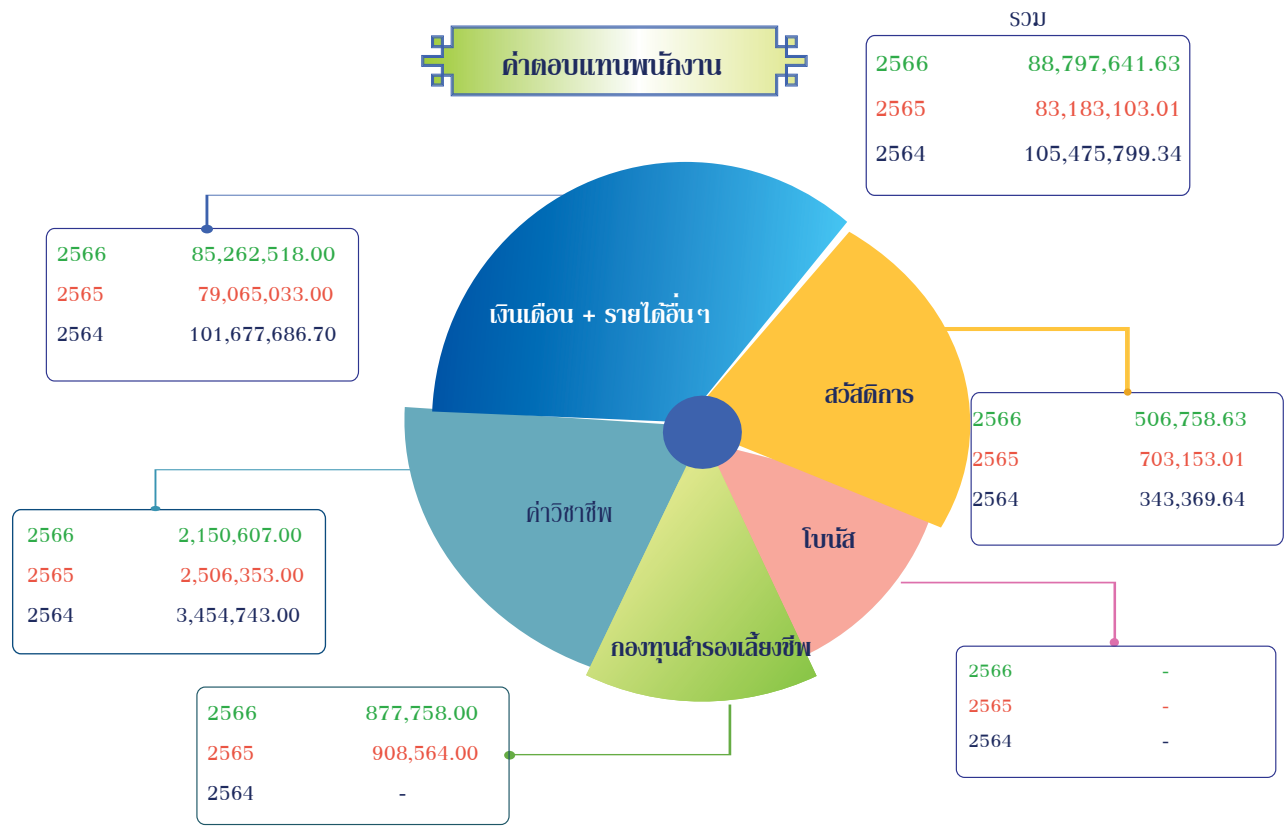 ค่าตอบแทนพนักงาน
รวม
2566 88,797,641.63
2565 83,183,103.01
2564 105,475,799.34
2566 85,262,518.00
2565 79,065,033.00
2564 101,677,686.70
เงินเดือน + รายได้อื่นๆ
สวัสดิการ
2566 506,758.63
2565 703,153.01
2564 343,369.64
ค่าวิชาชีพ
2566 2,150,607.00
2565 2,506,353.00
2564 3,454,743.00
โบนัส
2566 -
2565 -
2564 -
กองทุนสำรองเลี้ยงชีพ
2566 877,758.00
2565 908,564.00
2564 -